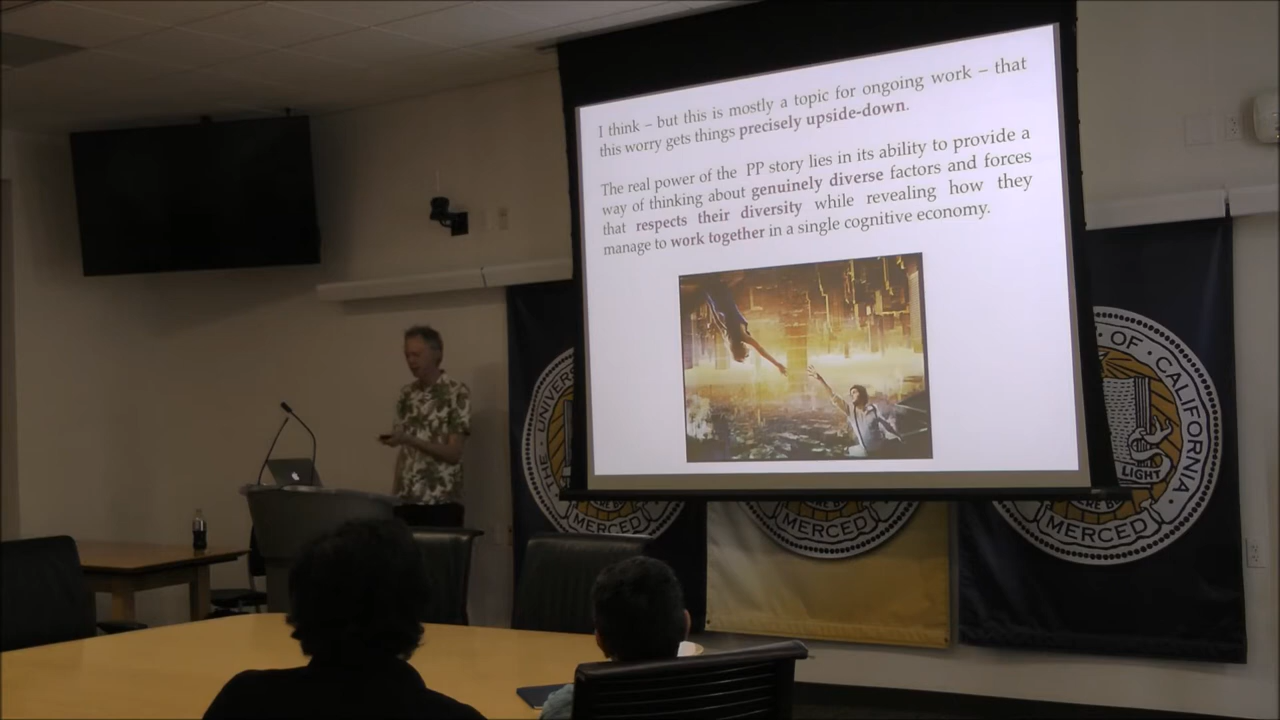 I think – but this is mostly a topic for ongoing work – that
this worry gets things precisely upside-down.
The real power of the PP story lies in its ability to provide a
way of thinking about genuinely diverse factors and forces
that respects their diversity while revealing how they
manage to work together in a single cognitive economy.
THE · UNIVER
MERCED
MERCED
OF · CALIFORNIA
LIGHT
MERCED